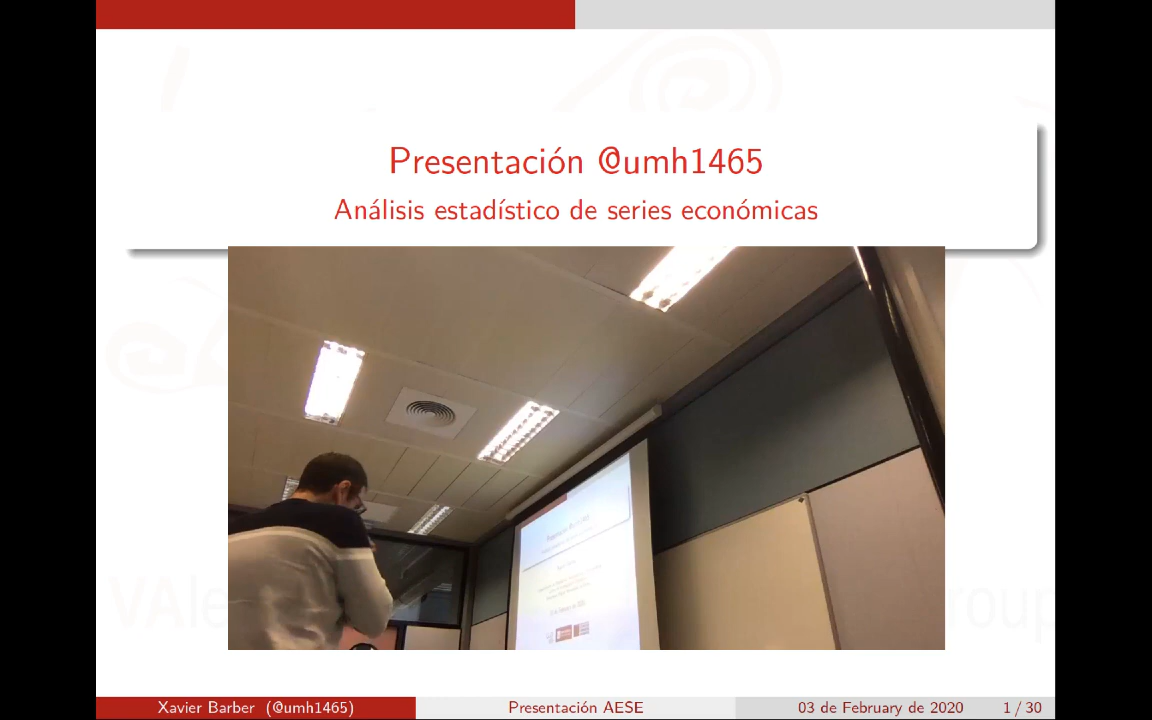 Presentación @umh1465
Análisis estadístico de series económicas
Xavier Barber (@umh1465)
Presentación AESE
03 de February de 2020
1 / 30